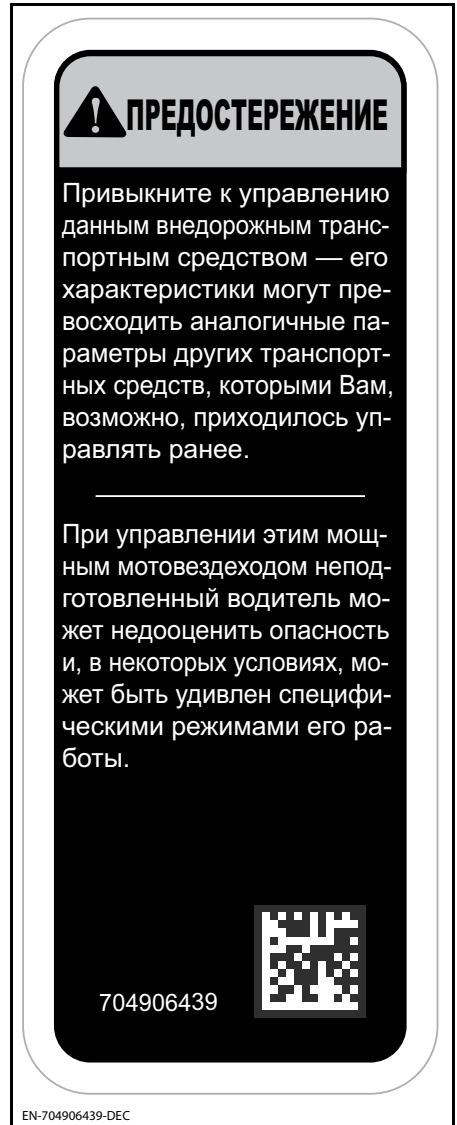 ПРЕДОСТЕРЕЖЕНИЕ
Привыкните к управлению
данным внедорожным транс-
портным средством — его
характеристики могут пре-
восходить аналогичные па-
раметры других транспорт-
ных средств, которыми Вам,
возможно, приходилось уп-
равлять ранее.
При управлении этим мощ-
ным мотовездеходом непод-
готовленный водитель мо-
жет недооценить опасность
и, в некоторых условиях, мо-
жет быть удивлен специфи-
ческими режимами его ра-
боты.
704906439
EN-704906439-DEC